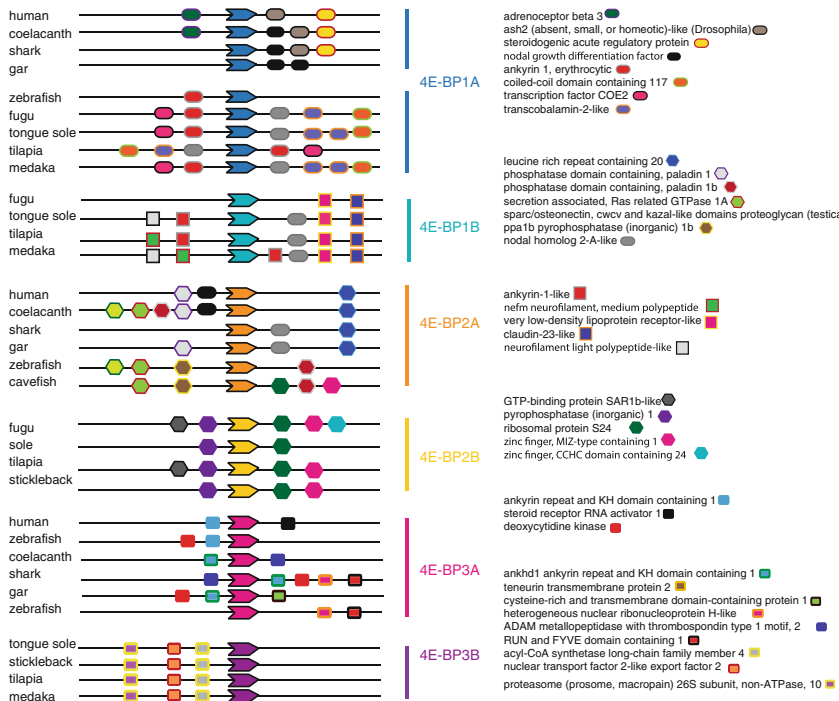 human
coelacanth
shark
gar
zebrafish
fugu
tongue sole
tilapia
medaka
4E-BP1A
fugu
tongue sole
tilapia
medaka
4E-BP1B
human
coelacanth
shark
gar
zebrafish
cavefish
4E-BP2A
fugu
sole
tilapia
stickleback
4E-BP2B
human
zebrafish
coelacanth
shark
gar
zebrafish
4E-BP3A
tongue sole
stickleback
tilapia
medaka
4E-BP3B
adrenoceptor beta 3
ash2 (absent, small, or homeotic)-like (Drosophila)
steroidogenic acute regulatory protein
nodal growth differentiation factor
ankyrin 1, erythrocytic
coiled-coil domain containing 117
transcription factor COE2
transcobalamin-2-like
leucine rich repeat containing 20
phosphatase domain containing, paladin 1
phosphatase domain containing, paladin 1b
secretion associated, Ras related GTPase 1A
sparc/osteonectin, cwcv and kazal-like domains proteoglycan (testica
ppa1b pyrophosphatase (inorganic) 1b
nodal homolog 2-A-like
ankyrin-1-like
nefm neurofilament, medium polypeptide
very low-density lipoprotein receptor-like
claudin-23-like
neurofilament light polypeptide-like
GTP-binding protein SAR1b-like
pyrophosphatase (inorganic) 1
ribosomal protein S24
zinc finger, MIZ-type containing 1
zinc finger, CCHC domain containing 24
ankyrin repeat and KH domain containing 1
steroid receptor RNA activator 1
deoxycytidine kinase
ankhd1 ankyrin repeat and KH domain containing 1
teneurin transmembrane protein 2
cysteine-rich and transmembrane domain-containing protein 1
heterogeneous nuclear ribonucleoprotein H-like
ADAM metallopeptidase with thrombospondin type 1 motif, 2
RUN and FYVE domain containing 1
acyl-CoA synthetase long-chain family member 4
nuclear transport factor 2-like export factor 2
proteasome (prosome, macropain) 26S subunit, non-ATPase, 10